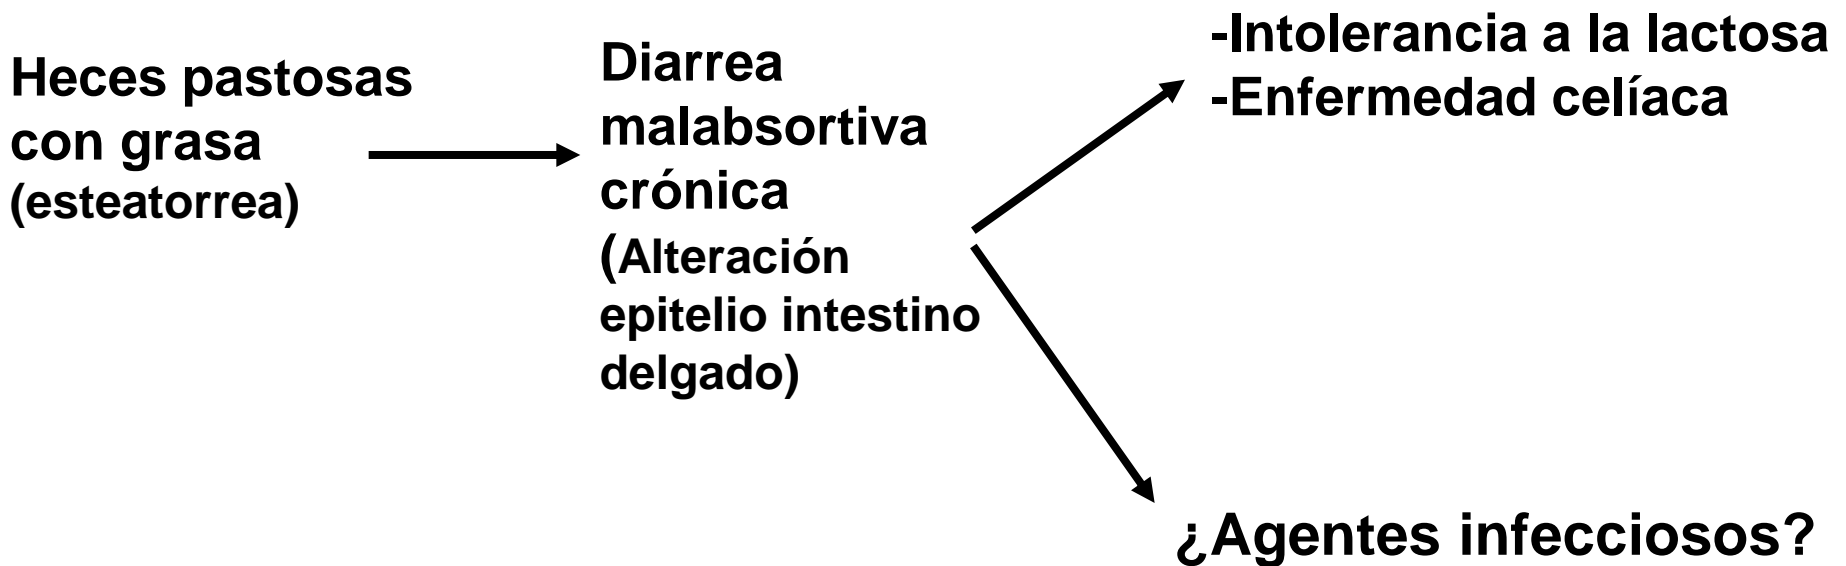 Heces pastosas
con grasa
(esteatorrea)
Diarrea
malabsortiva
crónica
(Alteración
epitelio intestino
delgado)
-Intolerancia a la lactosa
-Enfermedad celíaca
¿Agentes infecciosos?